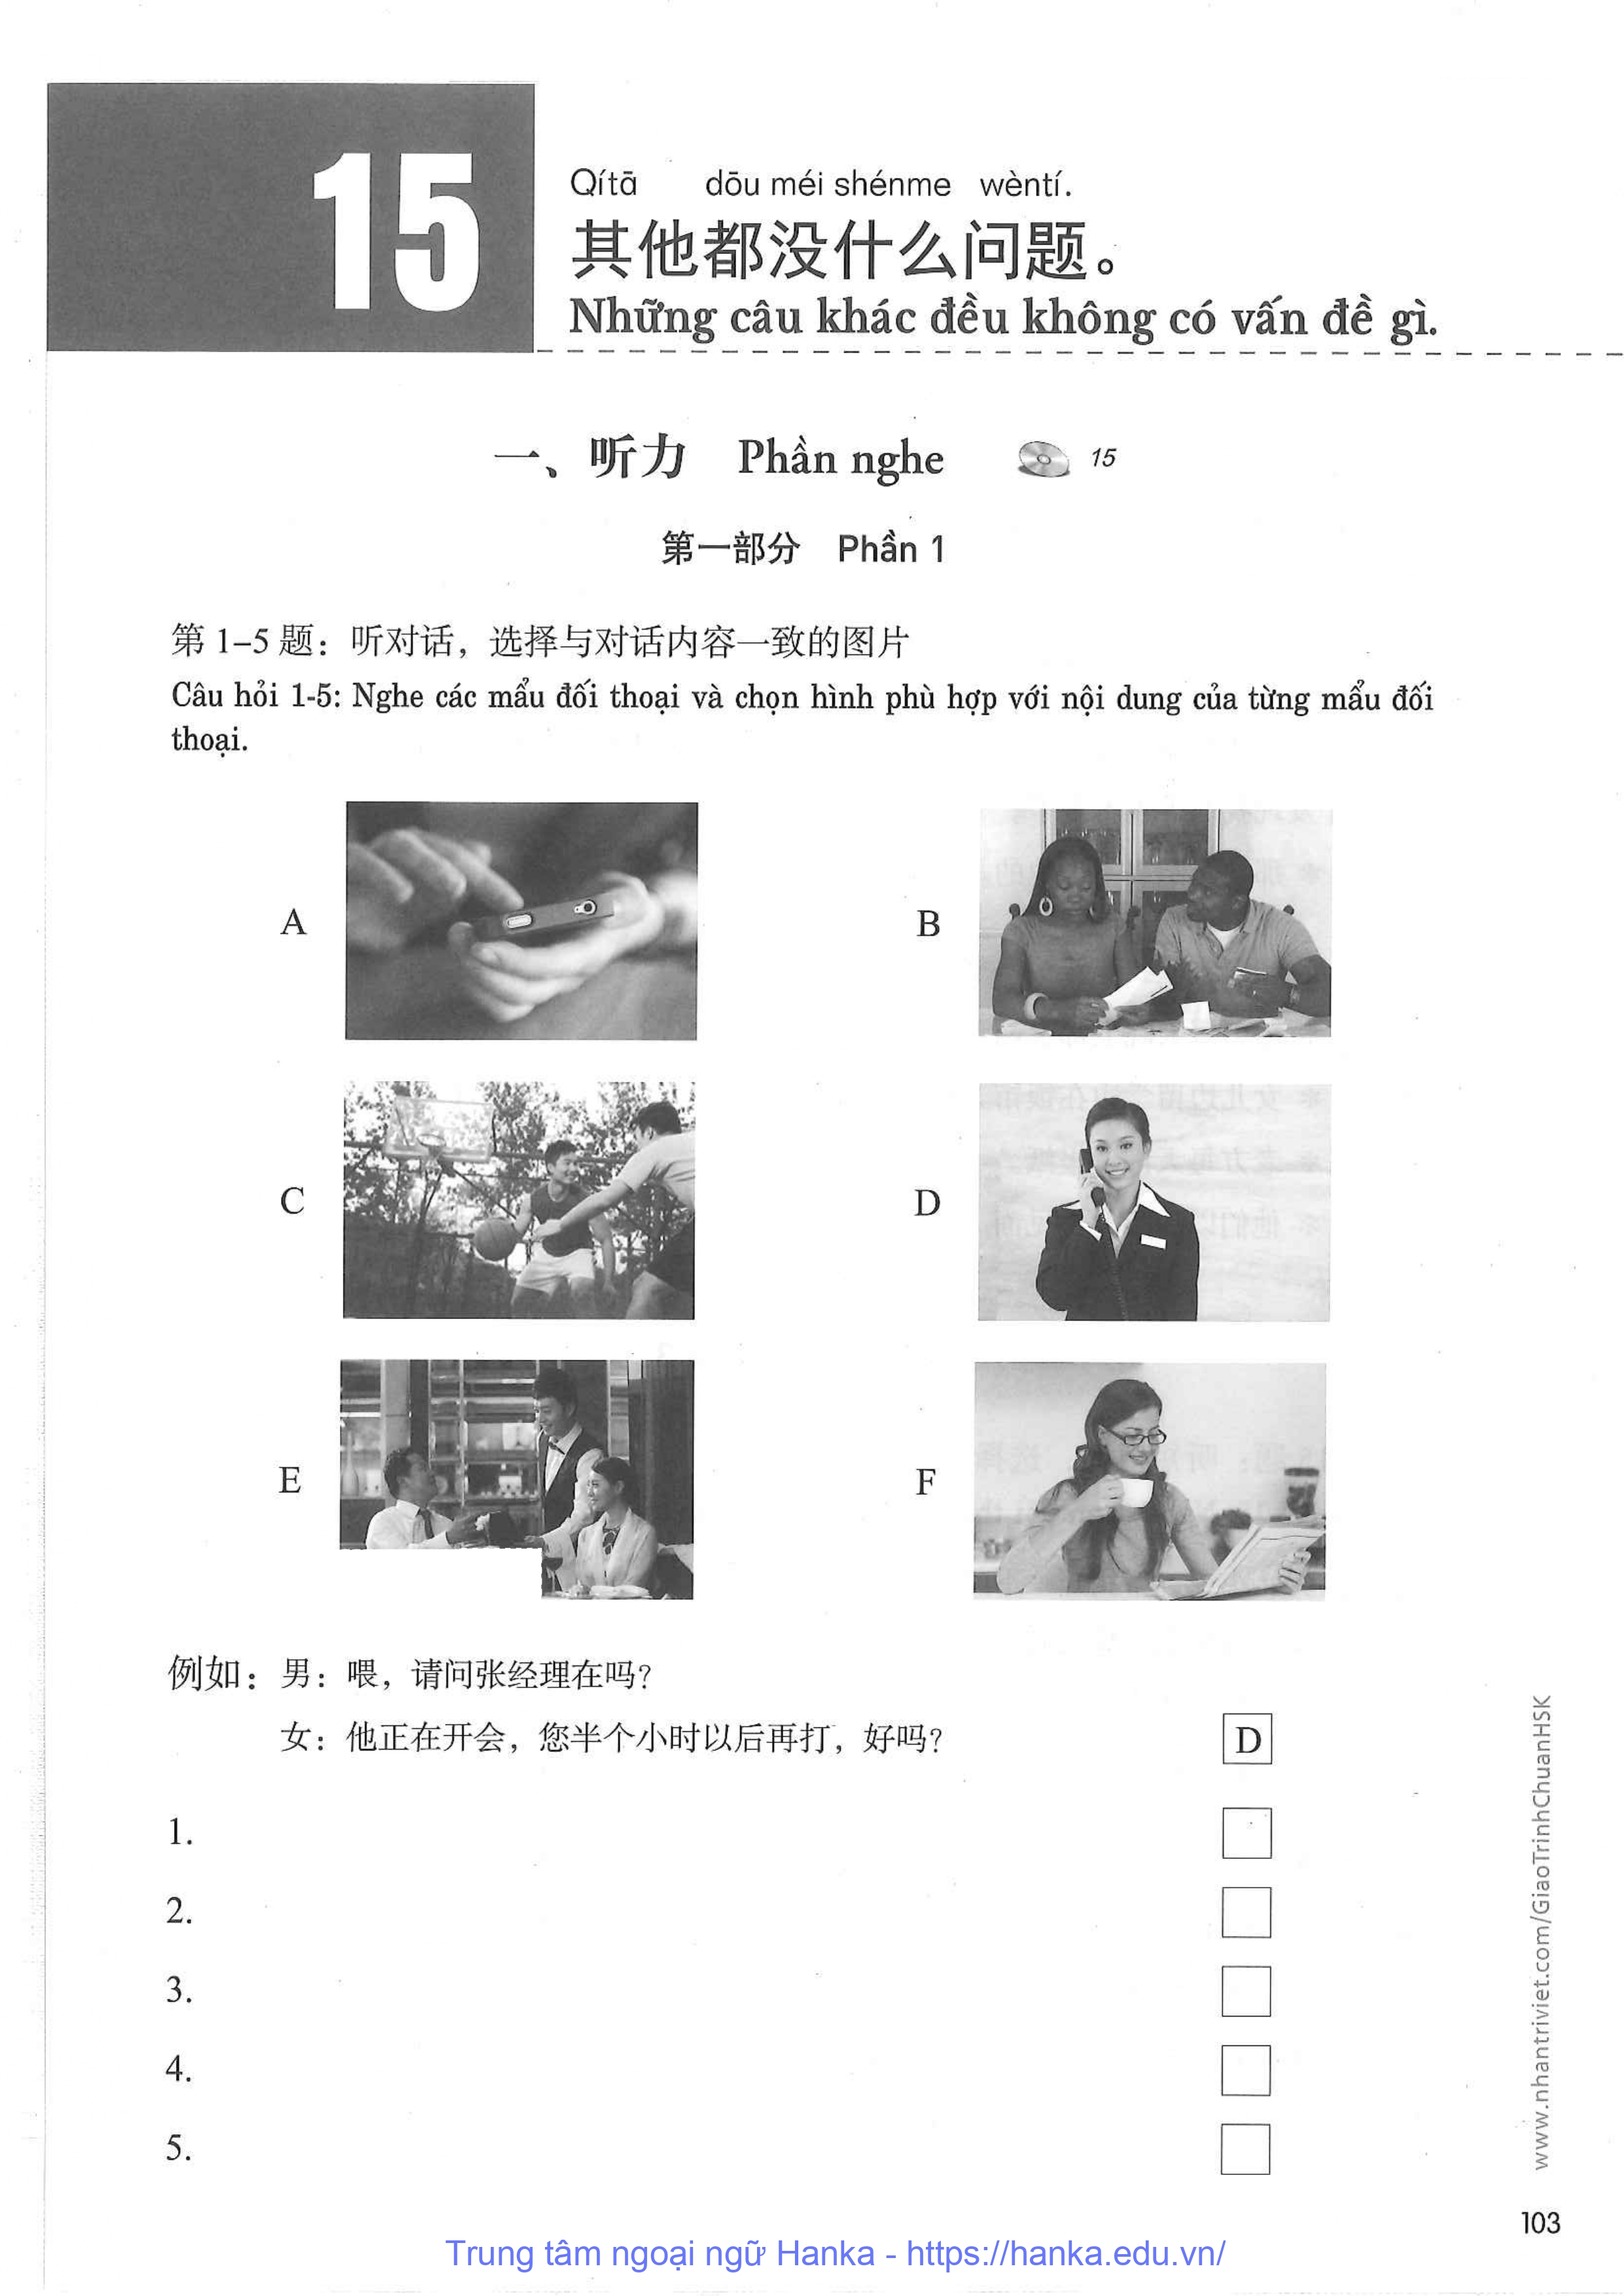 15
Qítā dōu méi shénme wèntí.
其他都没什么问题。
Những câu khác đều không có vấn đề gì.
一、听力 Phần nghe 15
第一部分 Phần 1
第 1–5 题：听对话，选择与对话内容一致的图片
Câu hỏi 1-5: Nghe các mẩu đối thoại và chọn hình phù hợp với nội dung của từng mẩu đối
thoại.
A
B
C
D
E
F
例如：男：喂，请问张经理在吗？
女：他正在开会，您半个小时以后再打，好吗？ D
1.
2.
3.
4.
5.
www.nhantriviet.com/GiaoTrinhChuanHSK
103
Trung tâm ngoại ngữ Hanka - https://hanka.edu.vn/